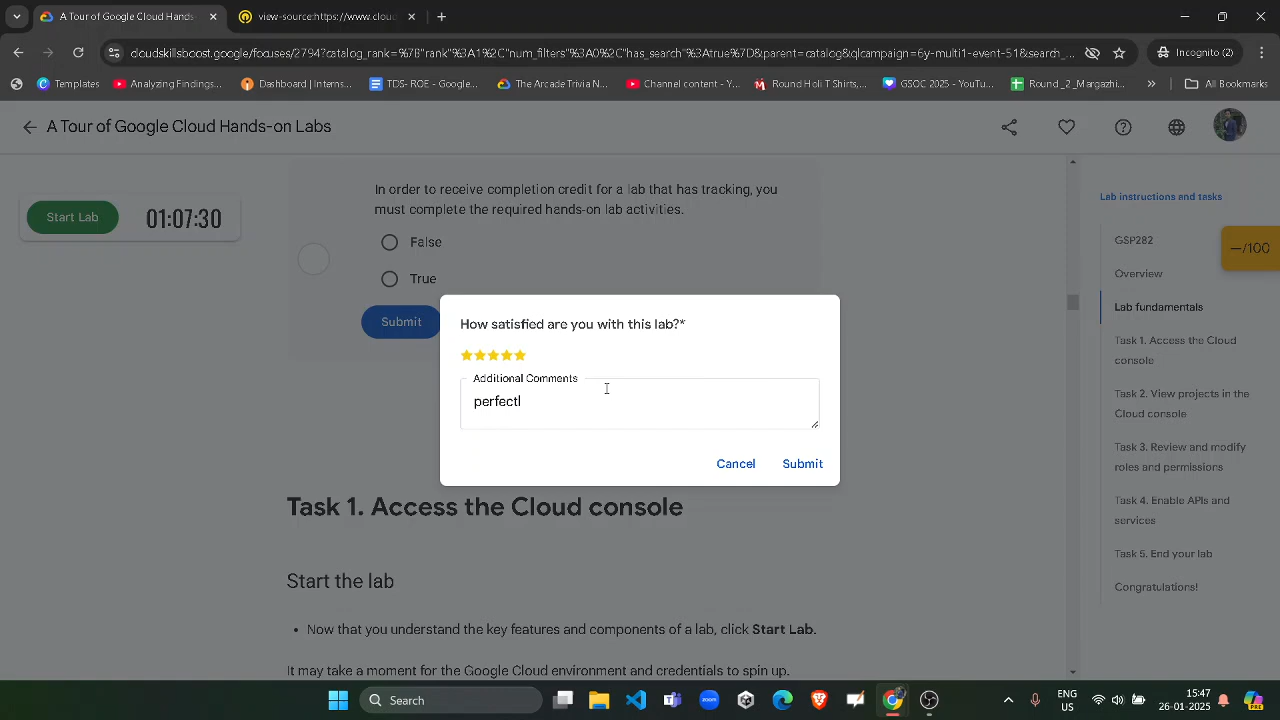 A Tour of Google Cloud Hands-
view-source:https://www.cloud
cloudskillsboost.google/focuses/2794?catalog_rank=%7B"rank"%3A1%2C"num_filters"%3A0%2C"has_search"%3Atrue%7D&parent=catalog&qlcampaign=6y-multi1-event-51&search_...
Incognito (2)
Templates
Analyzing Findings...
Dashboard | Interns...
TDS- ROE - Google...
The Arcade Trivia N...
Channel content - Y...
Round Holi T Shirts,...
GSOC 2025 - YouTu...
Round_2_Margazhi...
»
All Bookmarks
A Tour of Google Cloud Hands-on Labs
Start Lab
01:07:30
In order to receive completion credit for a lab that has tracking, you
must complete the required hands-on lab activities.
False
True
Submit
How satisfied are you with this lab?*
Additional Comments
perfectl
Cancel
Submit
Task 1. Access the Cloud console
Start the lab
• Now that you understand the key features and components of a lab, click Start Lab.
It may take a moment for the Google Cloud environment and credentials to spin up.
Lab instructions and tasks
GSP282
—/100
Overview
Lab fundamentals
Task 1. Access the Cloud
console
Task 2. View projects in the
Cloud console
Task 3. Review and modify
roles and permissions
Task 4. Enable APIs and
services
Task 5. End your lab
Congratulations!
Search
ENG
US
15:47
26-01-2025